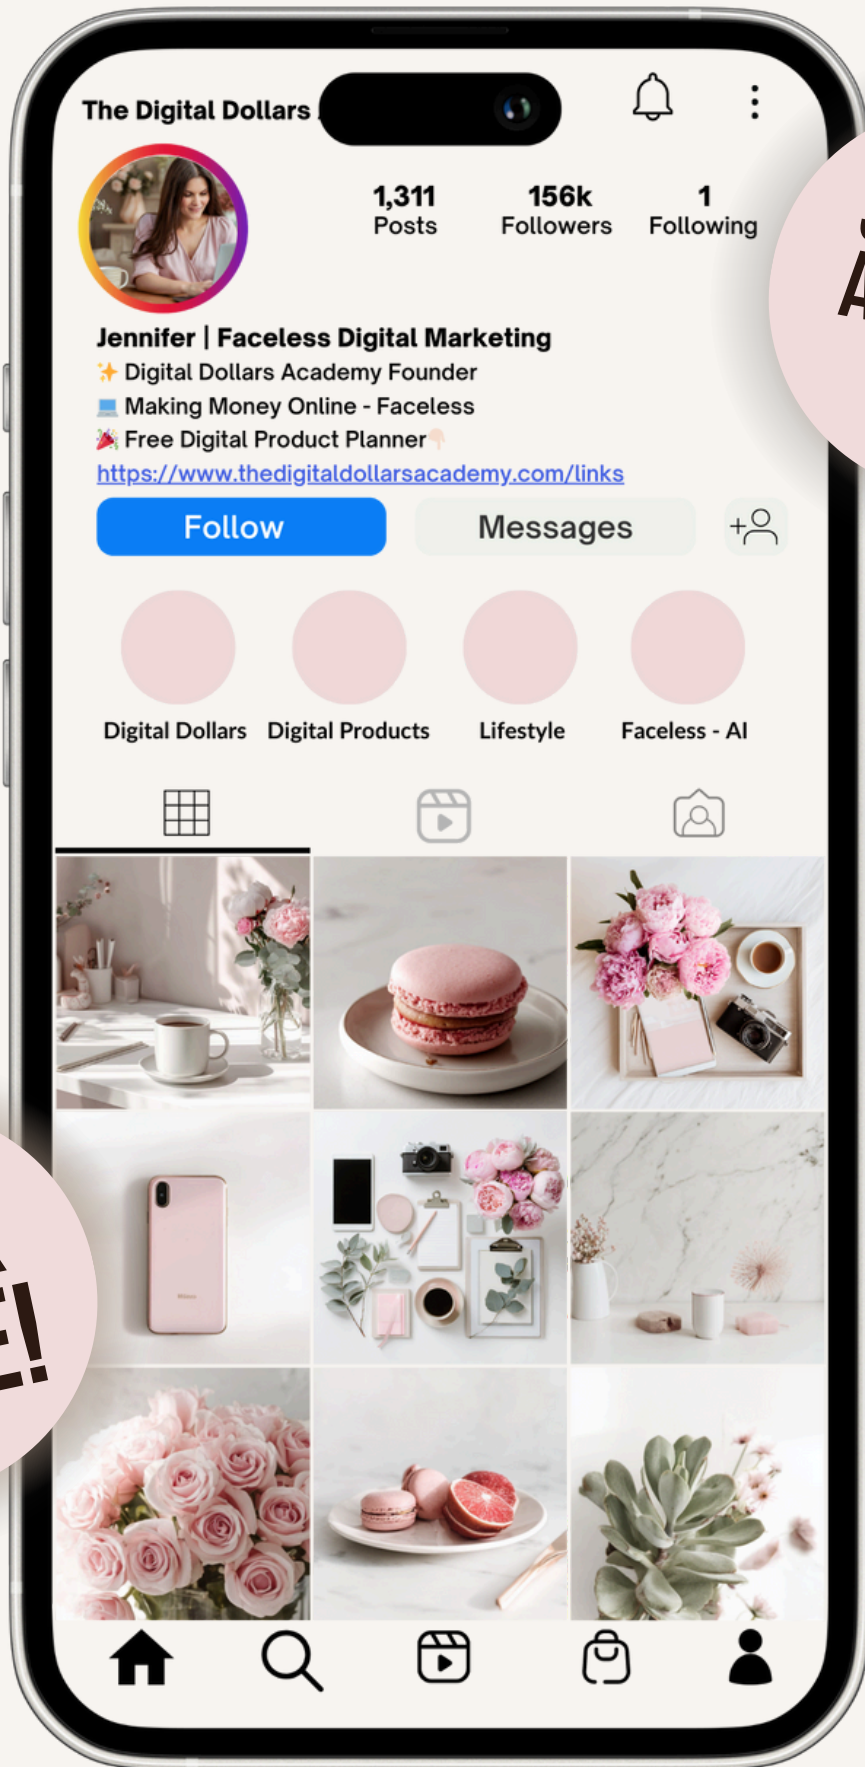 The Digital Dollars
1,311
Posts
156k
Followers
1
Following
Jennifer | Faceless Digital Marketing
✨ Digital Dollars Academy Founder
💻 Making Money Online - Faceless
🎉 Free Digital Product Planner👇🏻
https://www.thedigitaldollarsacademy.com/links
Follow
Messages
Digital Dollars
Digital Products
Lifestyle
Faceless - AI
E!